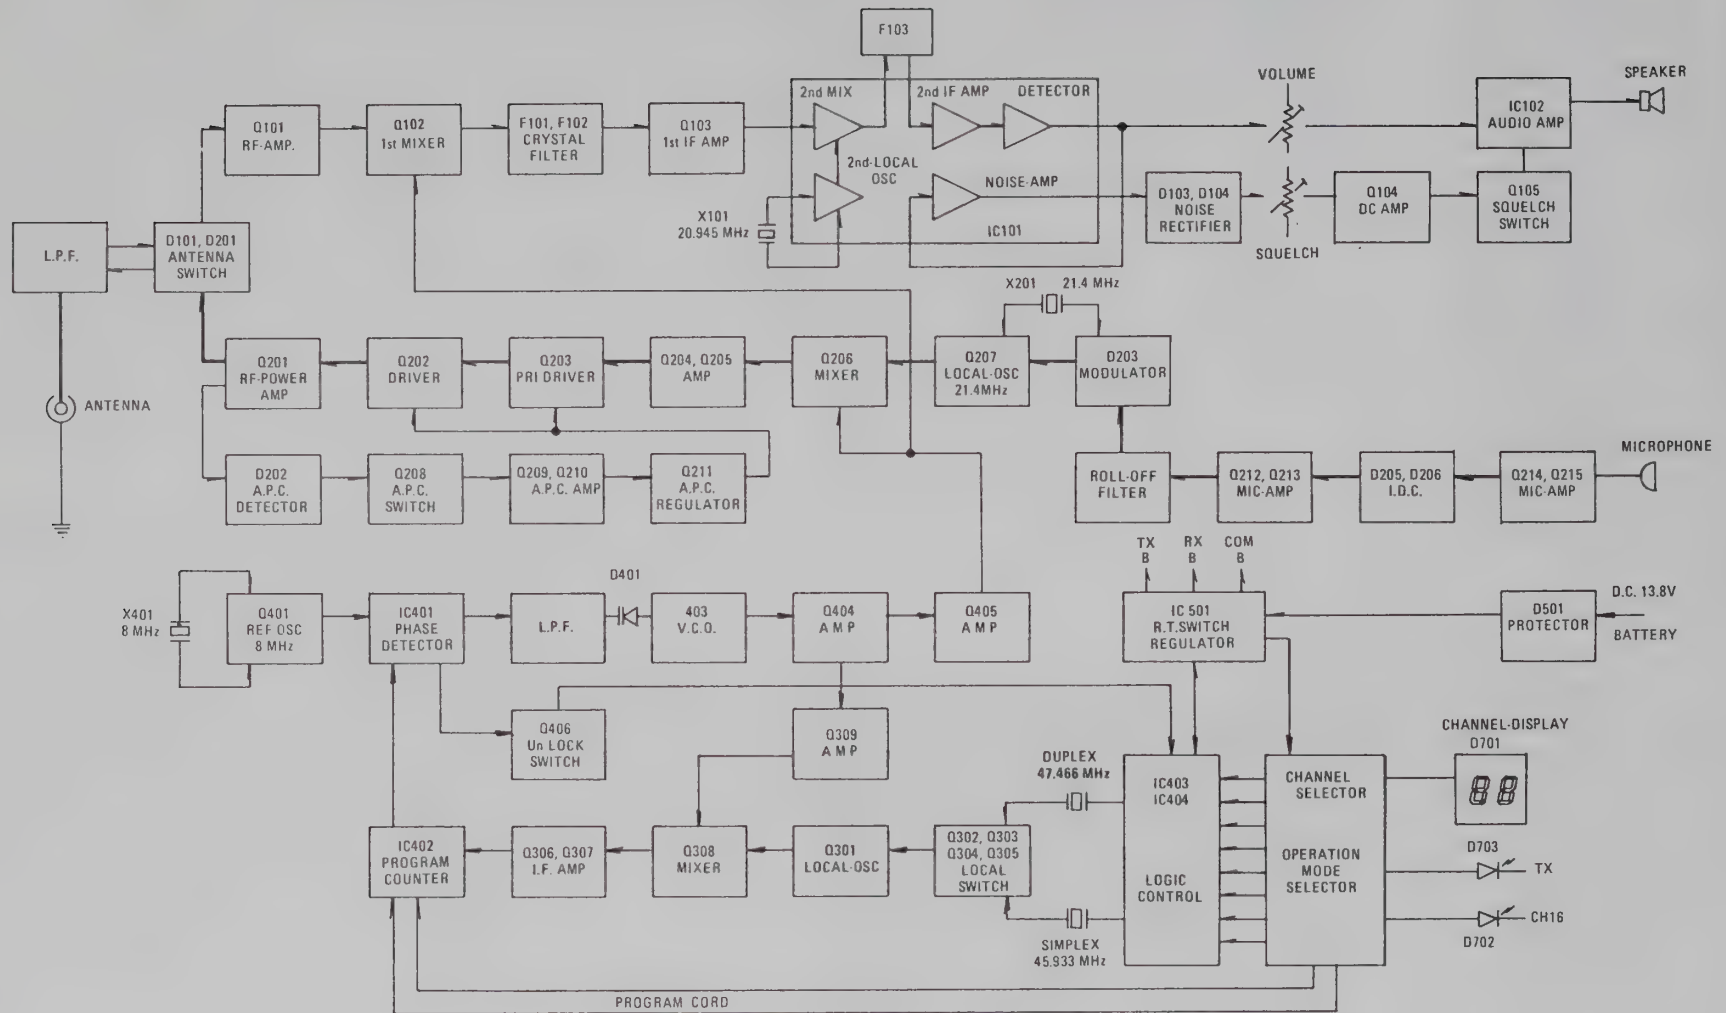 F103
VOLUME
SPEAKER
2nd MIX
2nd IF AMP
DETECTOR
Q101
RF-AMP.
Q102
1st MIXER
F101, F102
CRYSTAL
FILTER
Q103
1st IF AMP
IC102
AUDIO AMP
2nd-LOCAL
OSC
NOISE-AMP
X101
20.945 MHz
IC101
D103, D104
NOISE
RECTIFIER
SQUELCH
Q104
DC AMP
Q105
SQUELCH
SWITCH
L.P.F.
D101, D201
ANTENNA
SWITCH
X201
21.4 MHz
Q201
RF-POWER
AMP
Q202
DRIVER
Q203
PRI DRIVER
Q204, Q205
AMP
Q206
MIXER
Q207
LOCAL-OSC
21.4MHz
D203
MODULATOR
ANTENNA
MICROPHONE
D202
A.P.C.
DETECTOR
Q208
A.P.C.
SWITCH
Q209, Q210
A.P.C. AMP
Q211
A.P.C.
REGULATOR
ROLL-OFF
FILTER
Q212, Q213
MIC-AMP
D205, D206
I.D.C.
Q214, Q215
MIC-AMP
TX
B
RX
B
COM
B
D401
D.C. 13.8V
BATTERY
X401
8 MHz
Q401
REF OSC
8 MHz
IC401
PHASE
DETECTOR
L.P.F.
403
V.C.O.
Q404
AMP
Q405
AMP
IC 501
R.T.SWITCH
REGULATOR
D501
PROTECTOR
Q406
Un LOCK
SWITCH
Q309
AMP
DUPLEX
47.466 MHz
IC403
IC404
LOGIC
CONTROL
CHANNEL
SELECTOR
OPERATION
MODE
SELECTOR
CHANNEL-DISPLAY
D701
88
D703
TX
CH16
D702
IC402
PROGRAM
COUNTER
Q306, Q307
I.F. AMP
Q308
MIXER
Q301
LOCAL-OSC
Q302, Q303
Q304, Q305
LOCAL
SWITCH
SIMPLEX
45.933 MHz
PROGRAM CORD